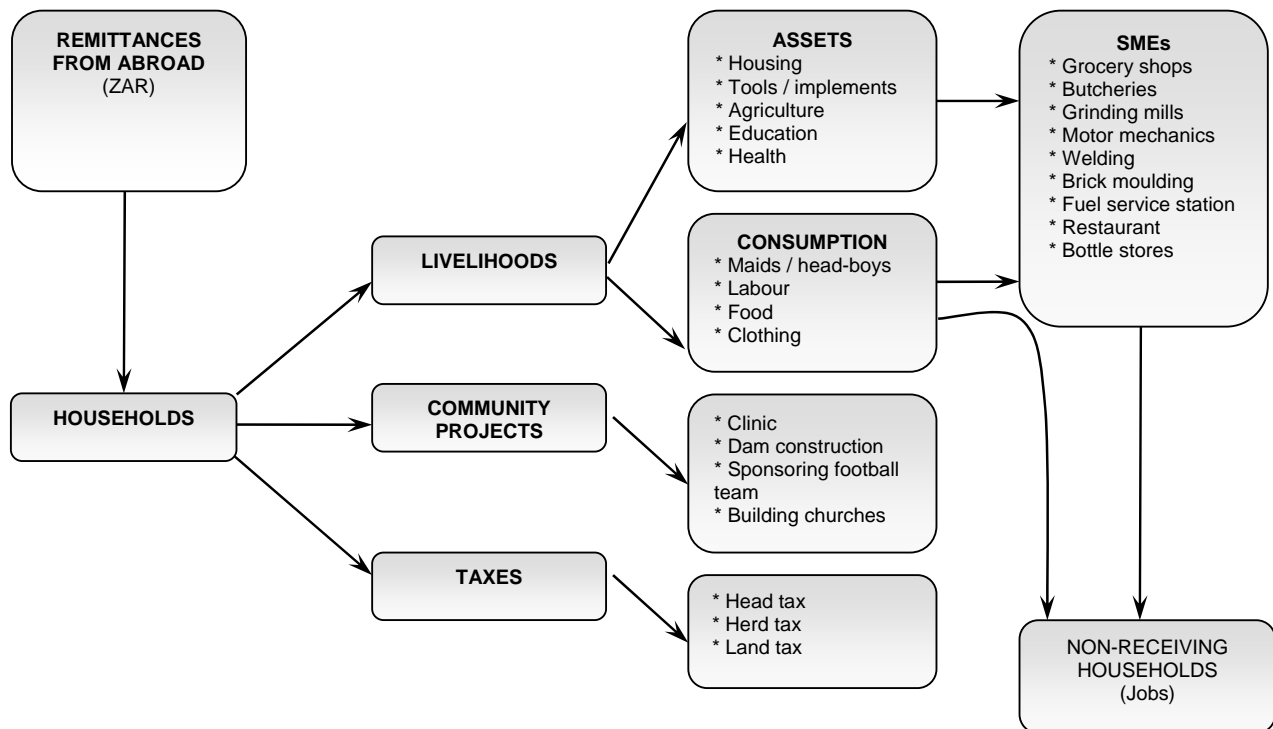 REMITTANCES
FROM ABROAD
(ZAR)
HOUSEHOLDS
LIVELIHOODS
COMMUNITY
PROJECTS
TAXES
ASSETS
* Housing
* Tools / implements
* Agriculture
* Education
* Health
CONSUMPTION
* Maids / head-boys
* Labour
* Food
* Clothing
* Clinic
* Dam construction
* Sponsoring football
team
* Building churches
* Head tax
* Herd tax
* Land tax
SMEs
* Grocery shops
* Butcheries
* Grinding mills
* Motor mechanics
* Welding
* Brick moulding
* Fuel service station
* Restaurant
* Bottle stores
NON-RECEIVING
HOUSEHOLDS
(Jobs)